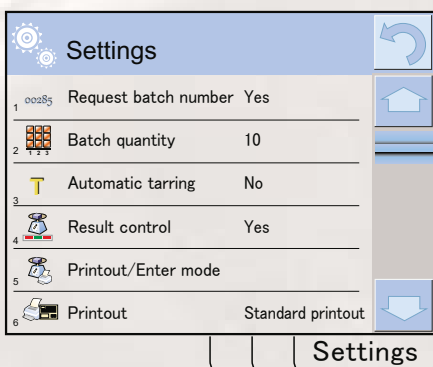 Settings
1 00285 Request batch number Yes
2 1 2 3 Batch quantity 10
3 T Automatic tarring No
4 Result control Yes
5 Printout/Enter mode
6 Printout Standard printout
Settings